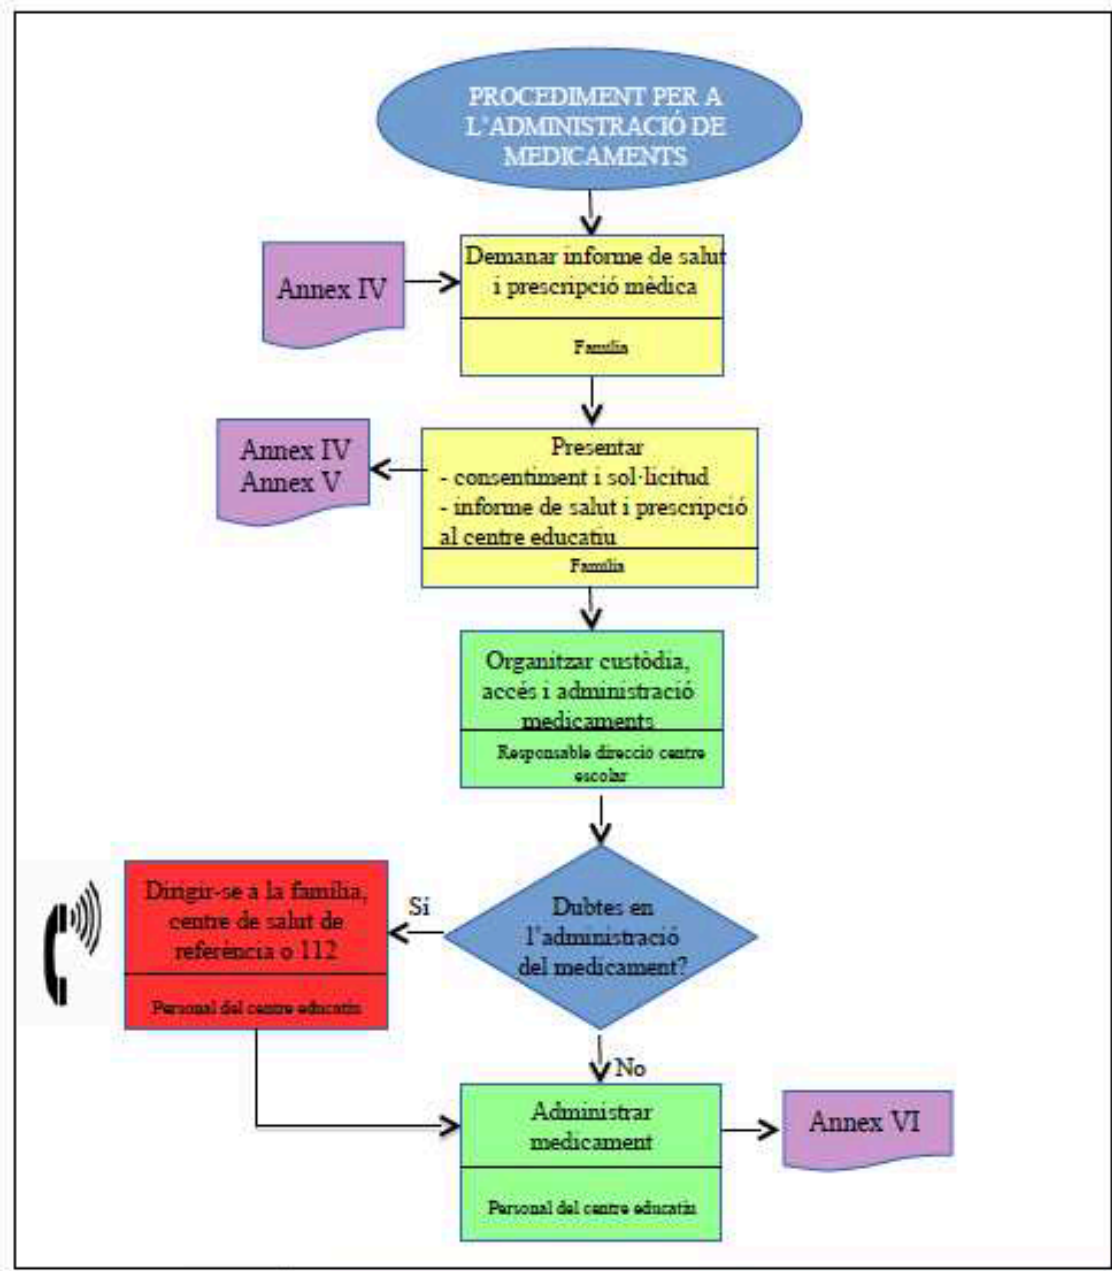 PROCEDIMENT PER A
L'ADMINISTRACIÓ DE
MEDICAMENTS
Demanar informe de salut
i prescripció mèdica
Família
Annex IV
Presentar
- consentiment i sol·licitud
- informe de salut i prescripció
al centre educatiu
Família
Annex IV
Annex V
Organitzar custòdia,
accés i administració
medicaments
Responsable direcció centre
escolar
Dubtes en
l'administració
del medicament?
Sí
Dirigir-se a la família,
centre de salut de
referència o 112
Personal del centre educatiu
No
Administrar
medicament
Personal del centre educatiu
Annex VI